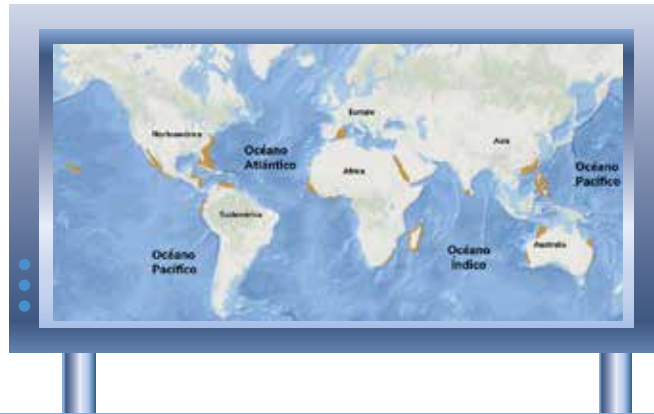 Norteamérica
Europa
Océano
Atlántico
Asia
África
Océano
Pacífico
Sudamérica
Océano
Pacífico
Océano
Índico
Australia